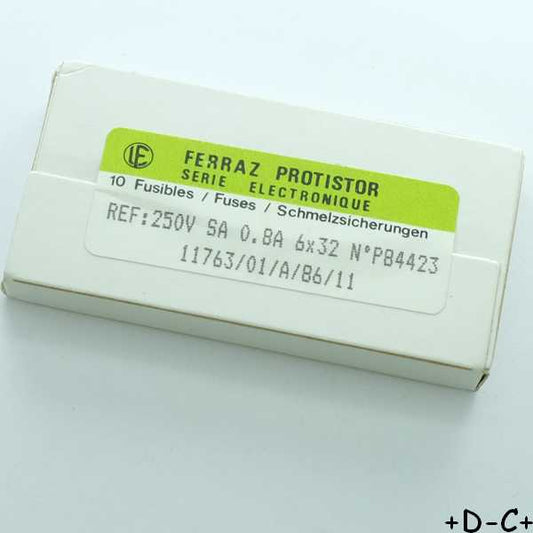 FERRAZ PROTISTOR
SERIE ELECTRONIQUE
10 Fusibles / Fuses / Schmelzsicherungen
REF:250V SA 0.8A 6x32 N°P84423
11763/01/A/86/11
+D-C+